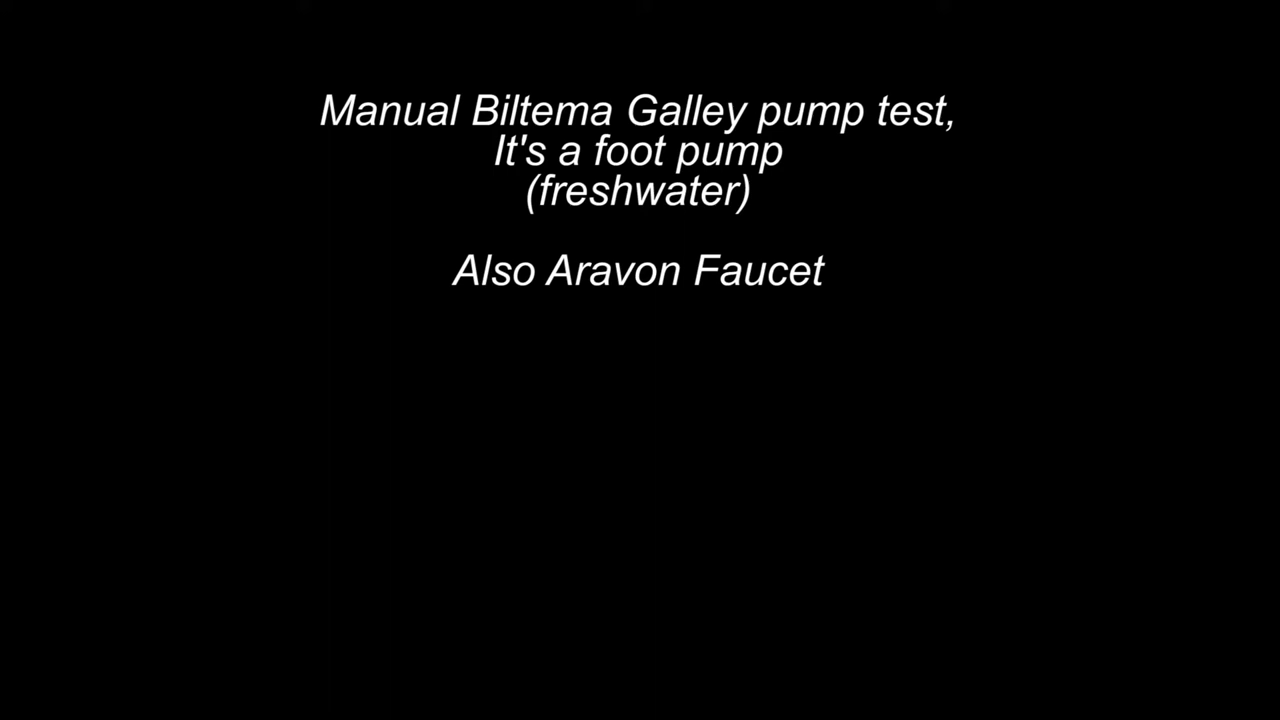 Manual Biltema Galley pump test,
It's a foot pump
(freshwater)
Also Aravon Faucet